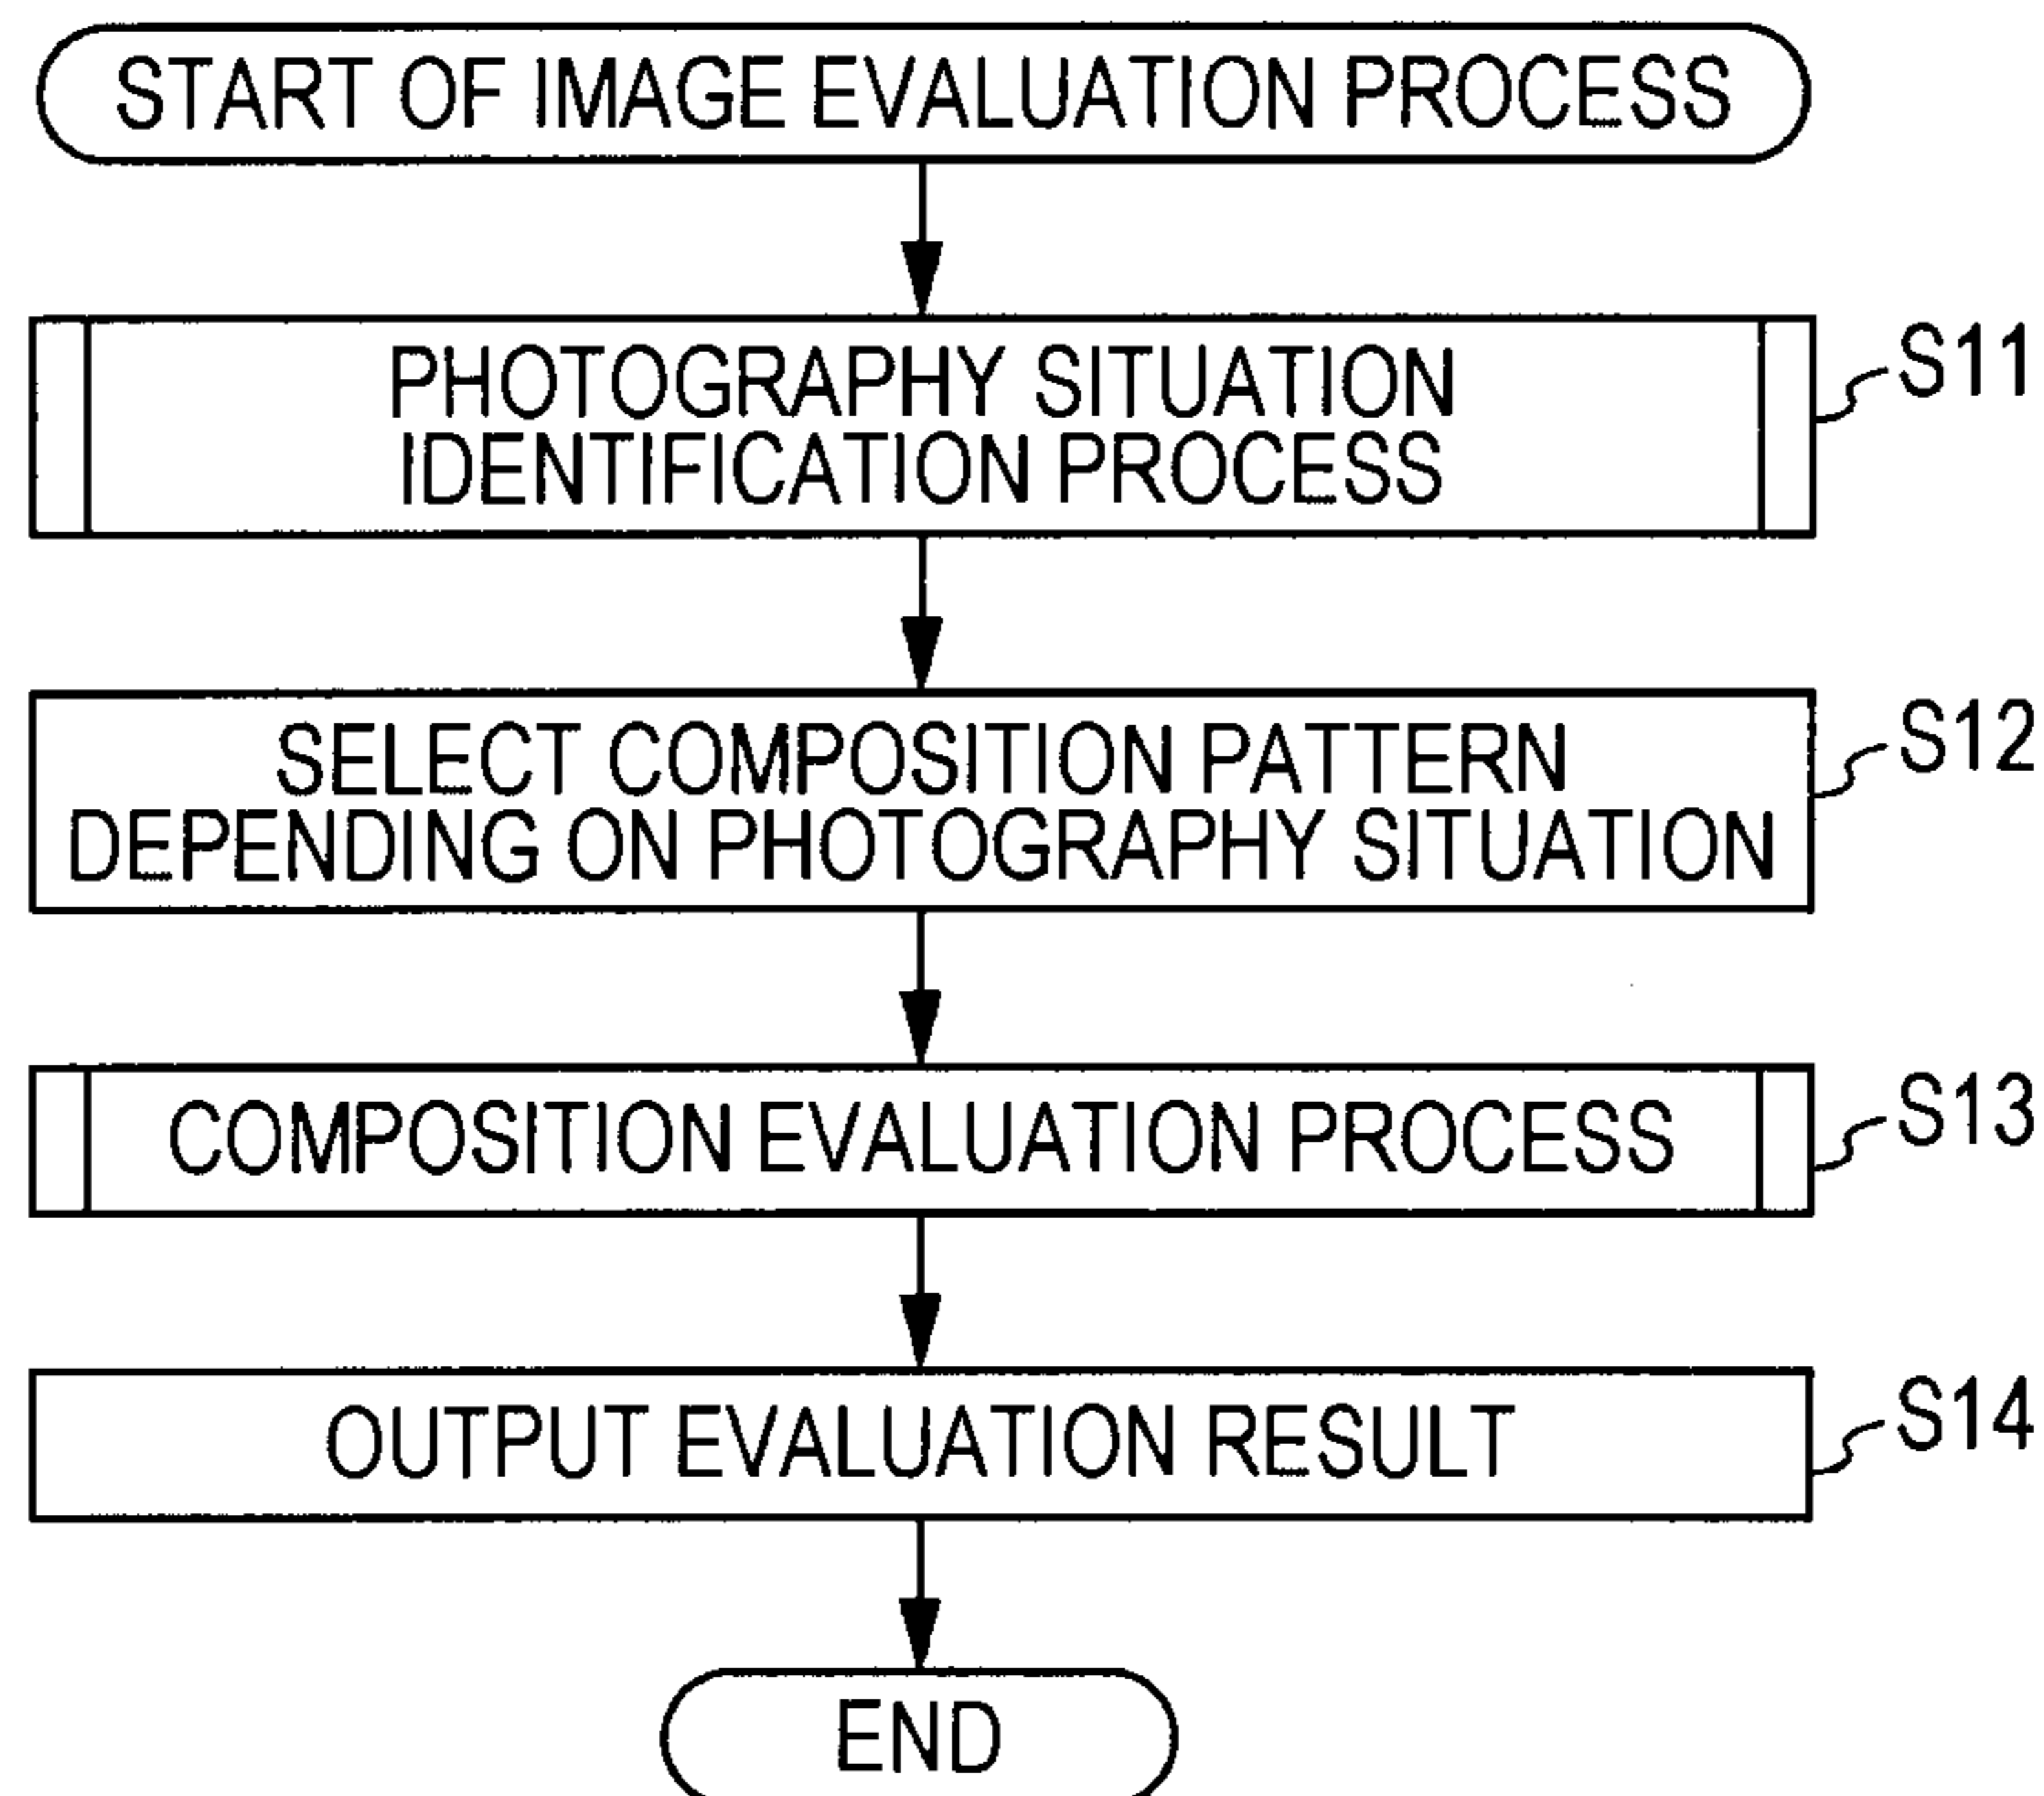 START OF IMAGE EVALUATION PROCESS
PHOTOGRAPHY SITUATION
IDENTIFICATION PROCESS
S11
SELECT COMPOSITION PATTERN
DEPENDING ON PHOTOGRAPHY SITUATION
S12
COMPOSITION EVALUATION PROCESS
S13
OUTPUT EVALUATION RESULT
S14
END